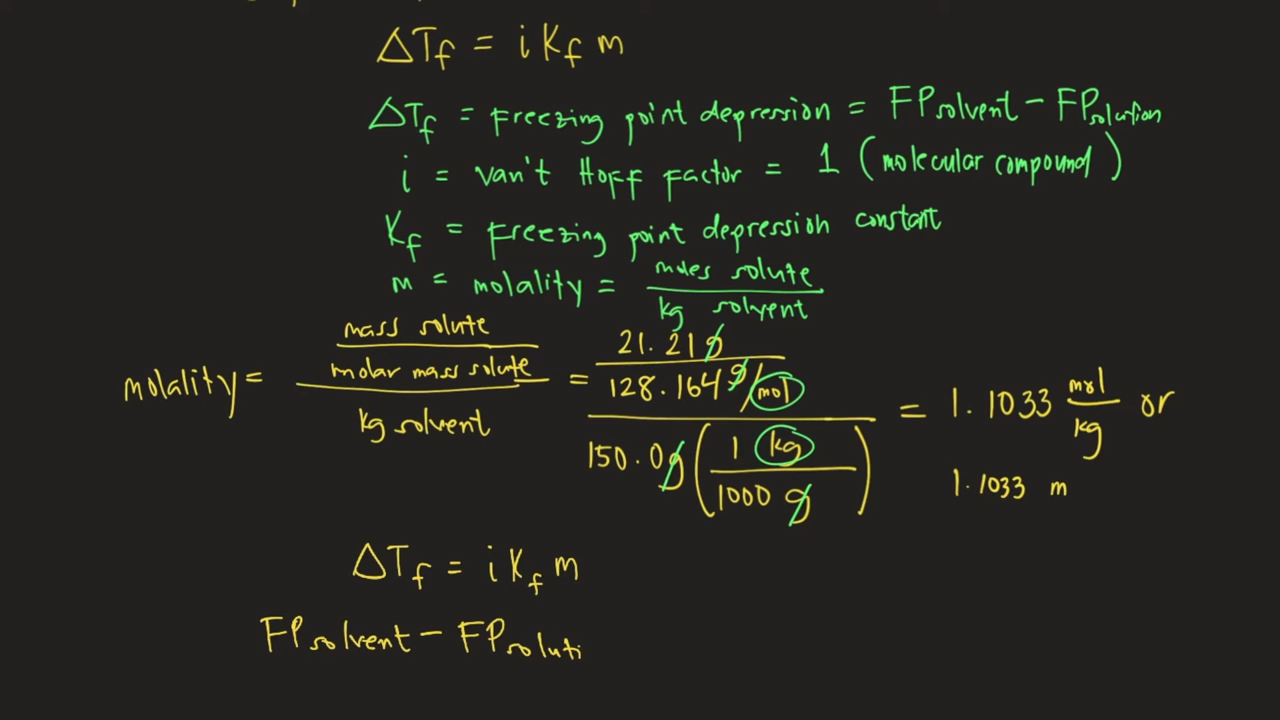 ΔTf = i Kf m
ΔTf = freezing point depression = FPsolvent - FPsolution
i = van't Hoff factor = 1 (molecular compound)
Kf = freezing point depression constant
m = molality = moles solute / kg solvent
molality = (mass solute / molar mass solute) / kg solvent = (21.21g / 128.164 g/mol) / (150.0g (1 kg / 1000 g)) = 1.1033 mol/kg or
1.1033 m
ΔTf = i Kf m
FPsolvent - FPsoluti